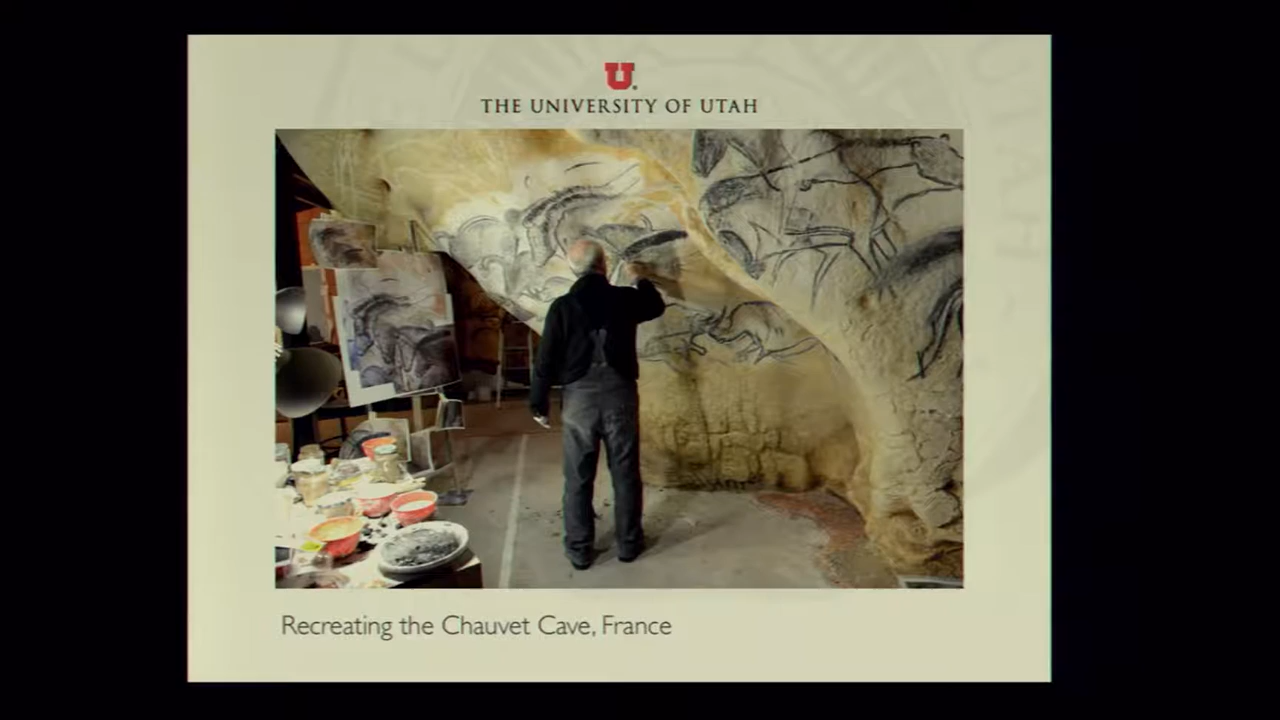 U
THE UNIVERSITY OF UTAH
Recreating the Chauvet Cave, France